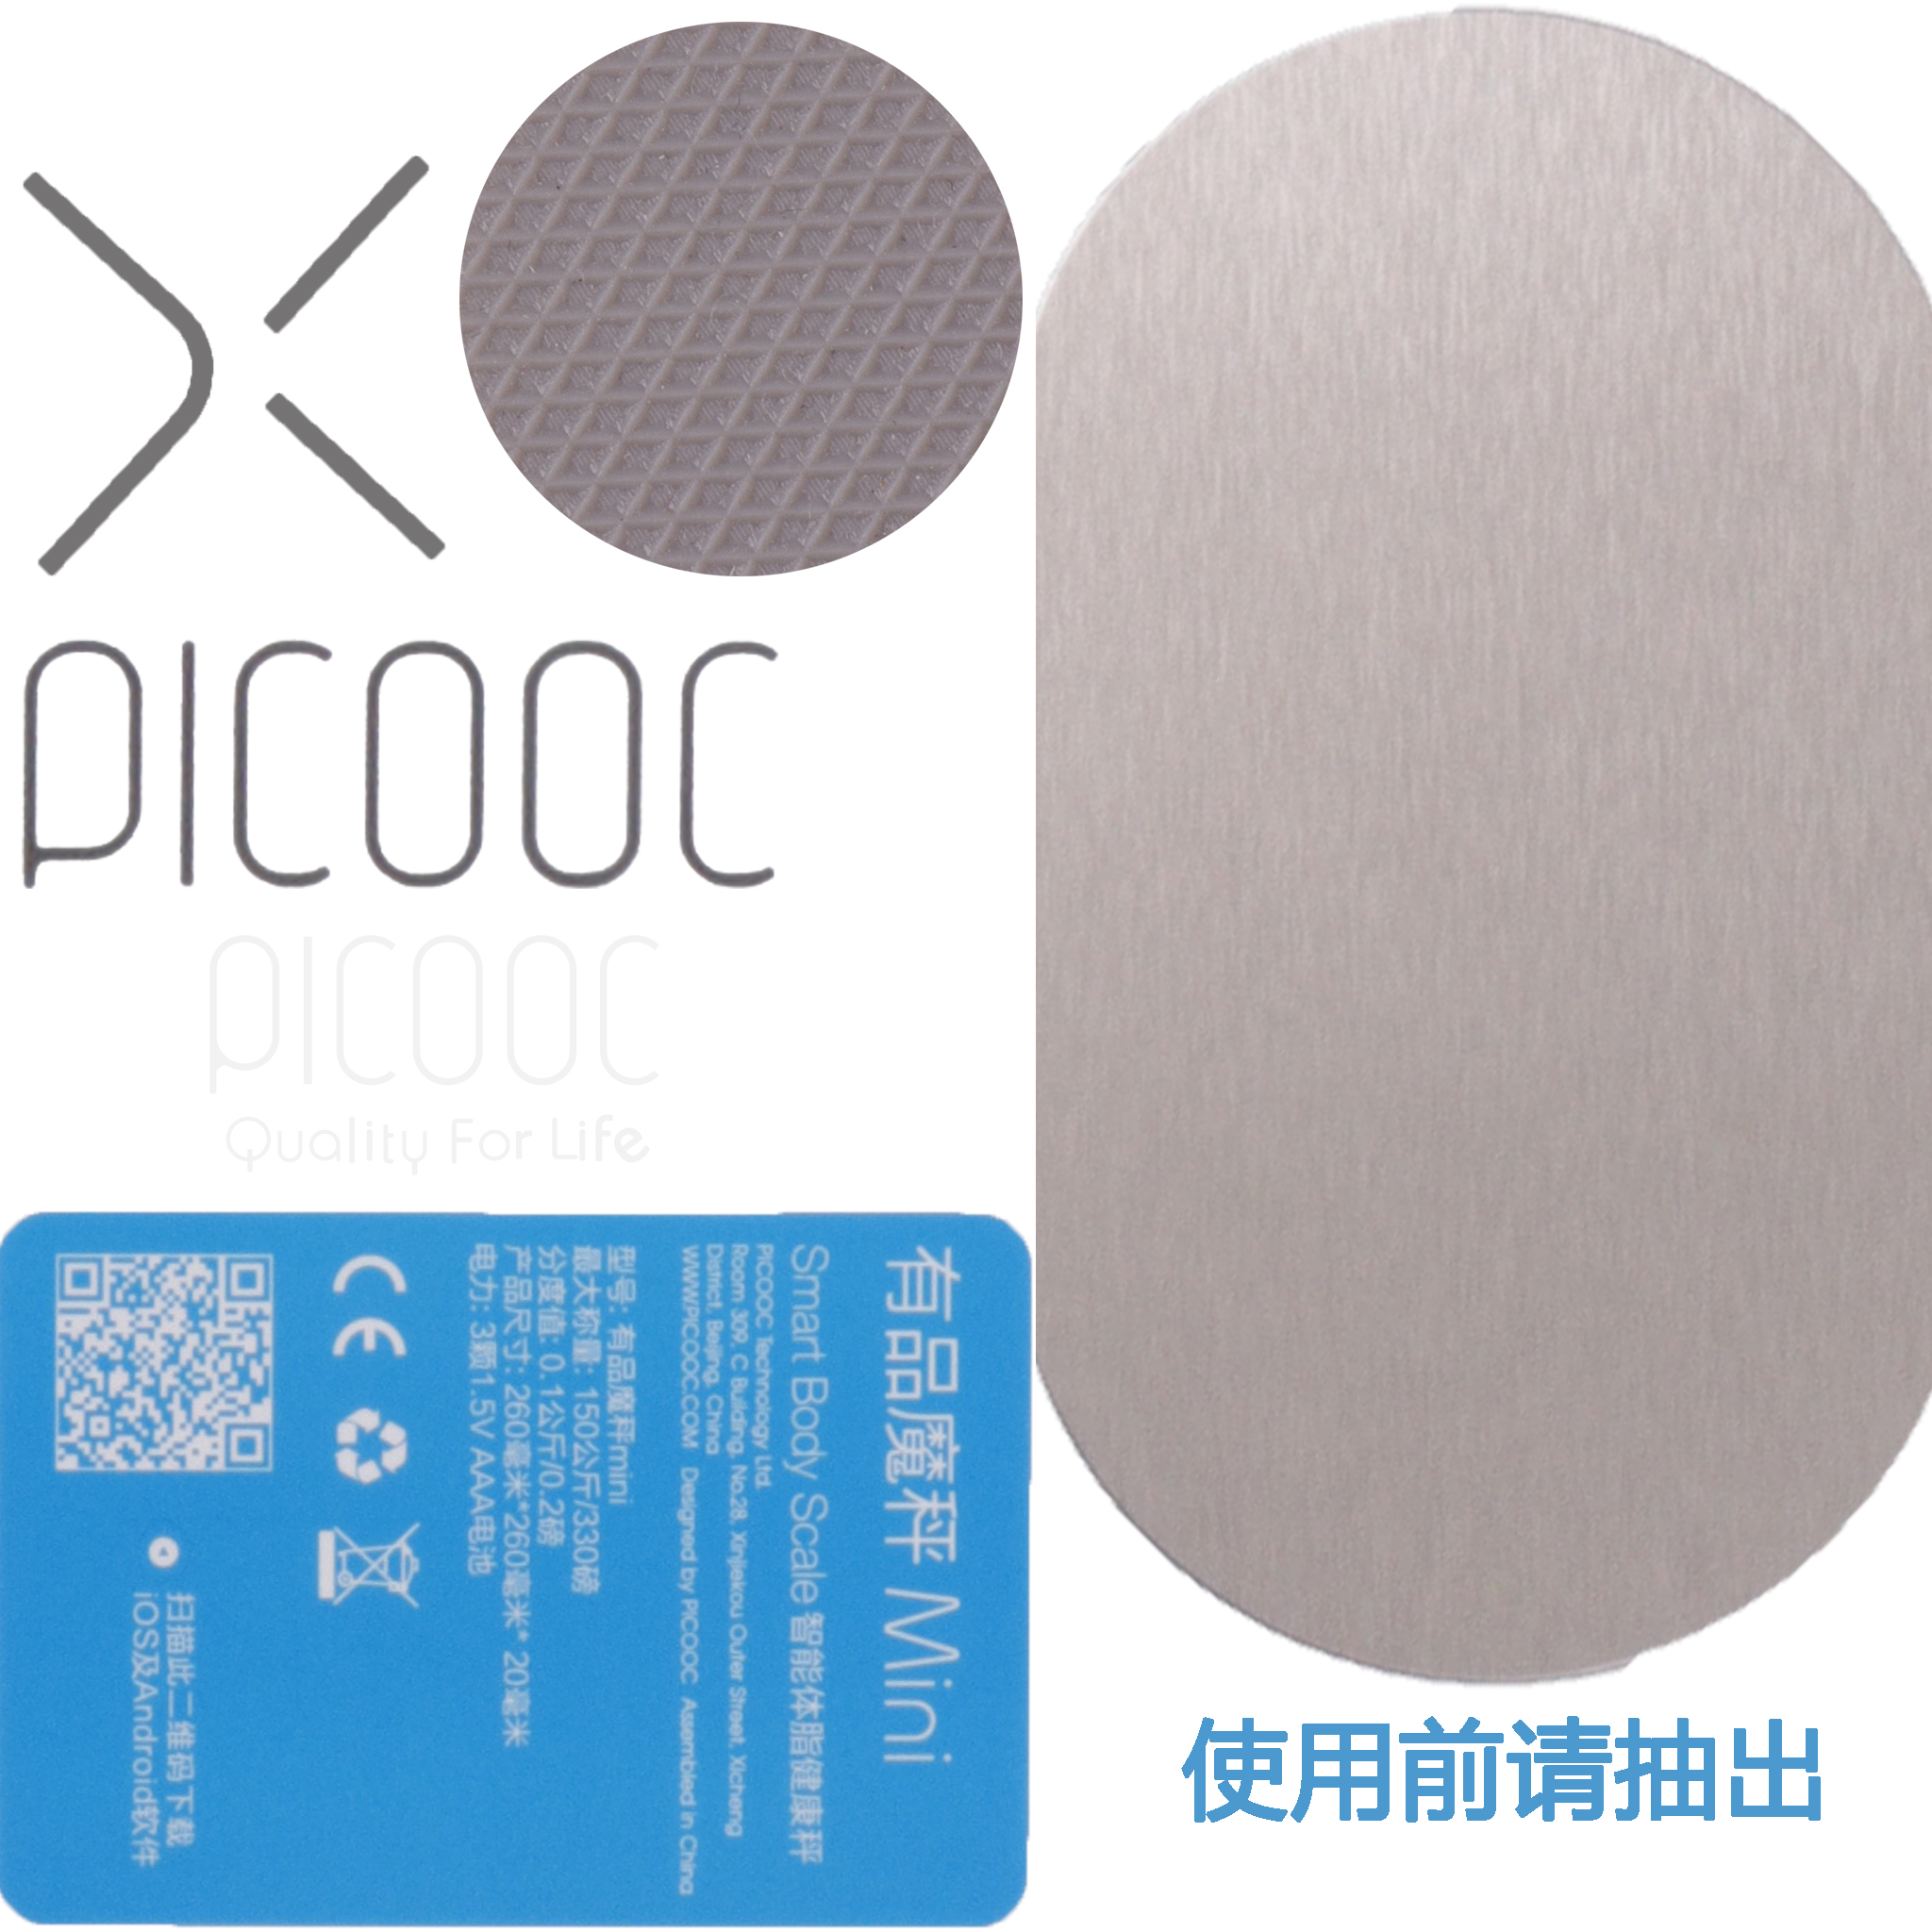 PICOOC
PICOOC
Quality For Life
有品魔秤 Mini
Smart Body Scale 智能体脂健康秤
PICOOC Technology Ltd.
Room 309, C Building, No.28, Xinjiekou Outer Street, Xicheng
District, Beijing, China
WWW.PICOOC.COM Designed by PICOOC Assembled in China
型号: 有品魔秤mini
最大称量: 150公斤/330磅
分度值: 0.1公斤/0.2磅
产品尺寸: 260毫米*260毫米* 20毫米
电力: 3颗1.5V AAA电池
CE
扫描此二维码下载
iOS及Android软件
使用前请抽出